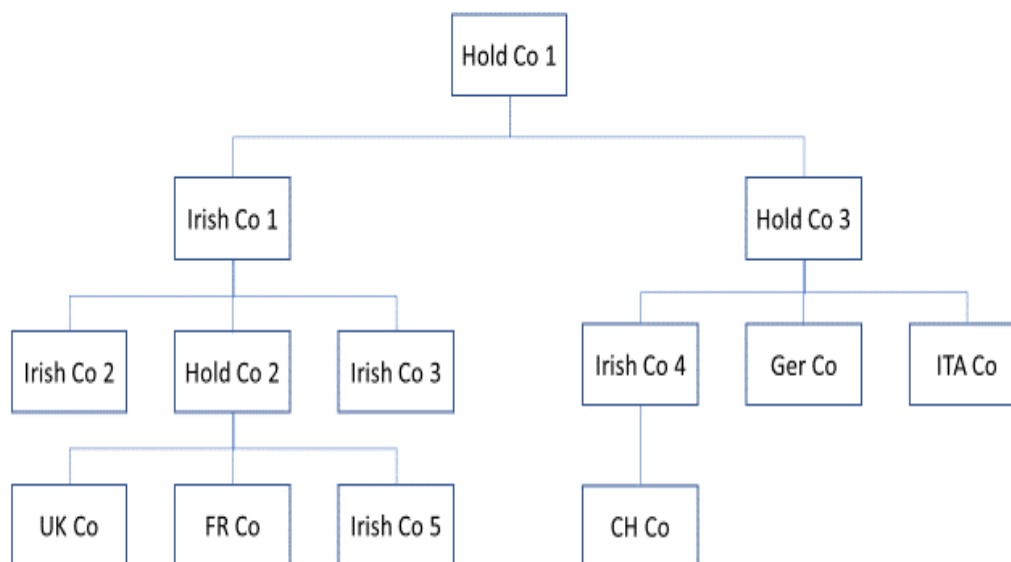 Hold Co 1
Irish Co 1
Hold Co 3
Irish Co 2
Hold Co 2
Irish Co 3
Irish Co 4
Ger Co
ITA Co
UK Co
FR Co
Irish Co 5
CH Co